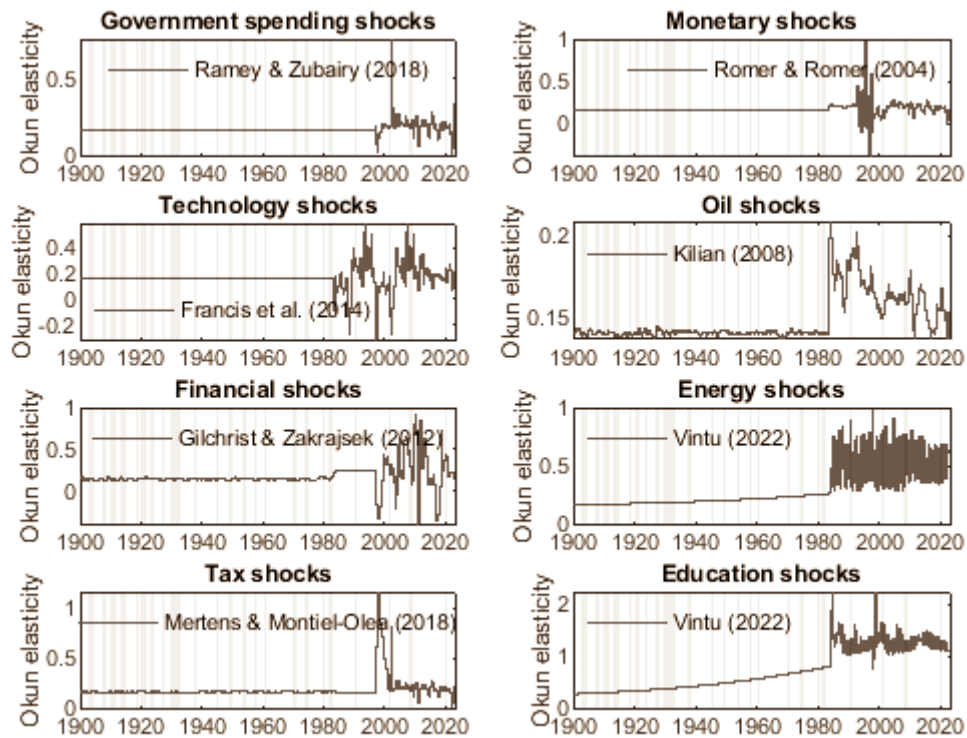 Government spending shocks
Okun elasticity
0.5
0
Ramey & Zubairy (2018)
1900 1920 1940 1960 1980 2000 2020
Monetary shocks
Okun elasticity
1
0
Romer & Romer (2004)
1900 1920 1940 1960 1980 2000 2020
Technology shocks
Okun elasticity
0.4
0.2
0
-0.2
Francis et al. (2014)
1900 1920 1940 1960 1980 2000 2020
Oil shocks
Okun elasticity
0.2
0.15
Kilian (2008)
1900 1920 1940 1960 1980 2000 2020
Financial shocks
Okun elasticity
1
0.5
0
Gilchrist & Zakrajsek (2012)
1900 1920 1940 1960 1980 2000 2020
Energy shocks
Okun elasticity
1
0.5
0
Vintu (2022)
1900 1920 1940 1960 1980 2000 2020
Tax shocks
Okun elasticity
1
0.5
0
Mertens & Montiel-Olea (2018)
1900 1920 1940 1960 1980 2000 2020
Education shocks
Okun elasticity
2
1
0
Vintu (2022)
1900 1920 1940 1960 1980 2000 2020